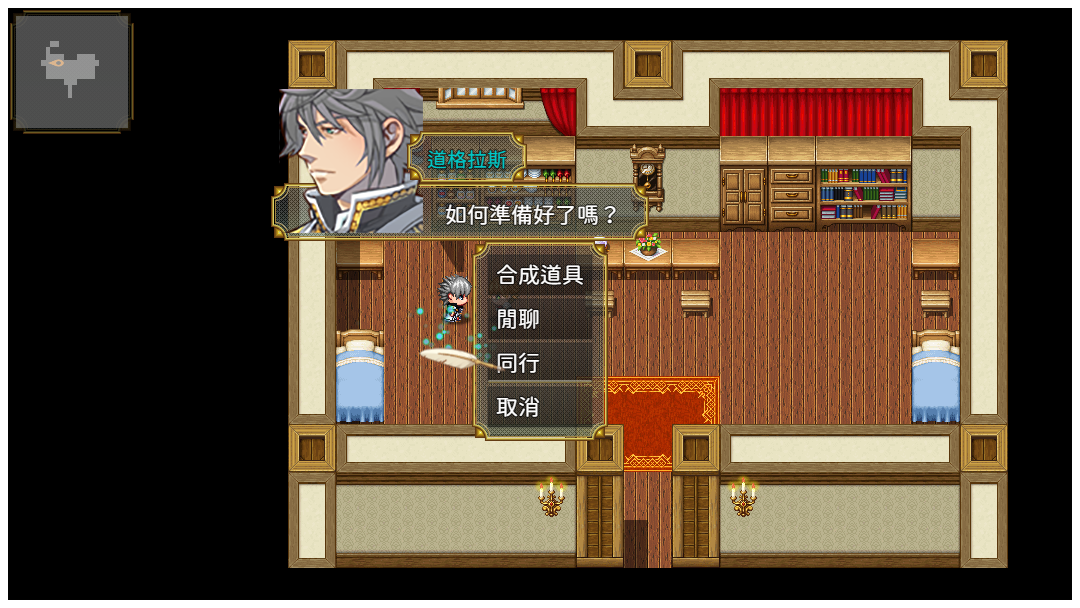 道格拉斯
如何準備好了嗎？
合成道具
閒聊
同行
取消